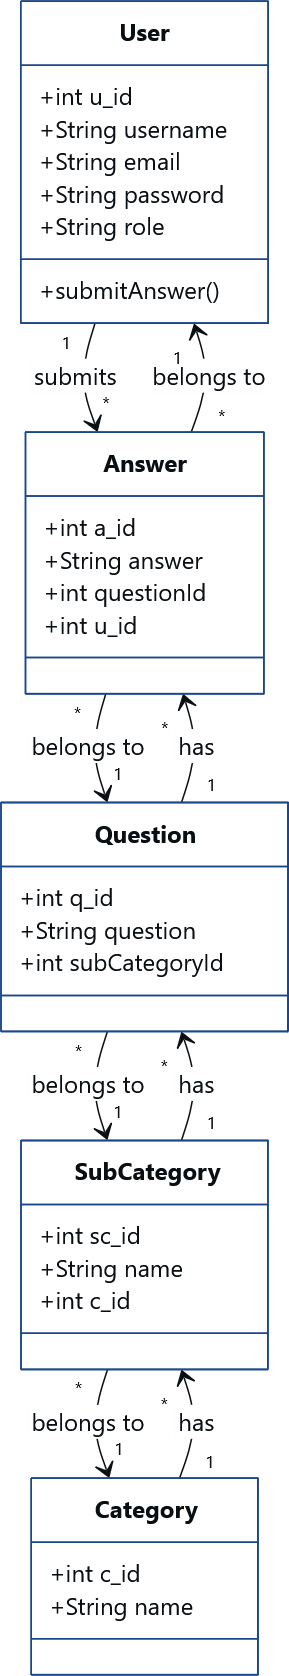 User
+int u_id
+String username
+String email
+String password
+String role
+submitAnswer()
1
1
submits
belongs to
*
*
Answer
+int a_id
+String answer
+int questionId
+int u_id
*
*
belongs to
has
1
1
Question
+int q_id
+String question
+int subCategoryId
*
*
belongs to
has
1
1
SubCategory
+int sc_id
+String name
+int c_id
*
*
belongs to
has
1
1
Category
+int c_id
+String name